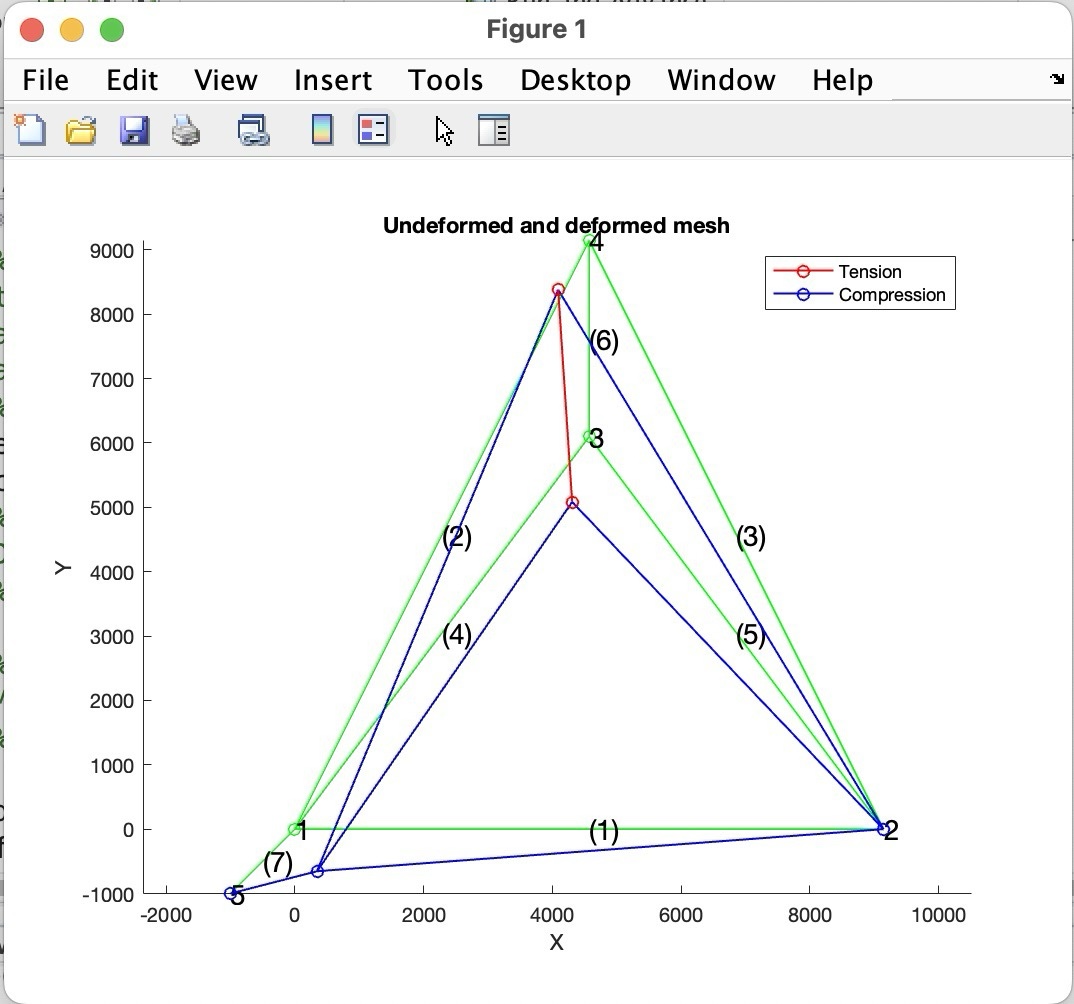 Figure 1
File Edit View Insert Tools Desktop Window Help
Undeformed and deformed mesh
Tension
Compression
Y
9000
8000
7000
6000
5000
4000
3000
2000
1000
0
-1000
4
(6)
3
(2)
(3)
(4)
(5)
1
(1)
2
(7)
5
-2000 0 2000 4000 6000 8000 10000
X